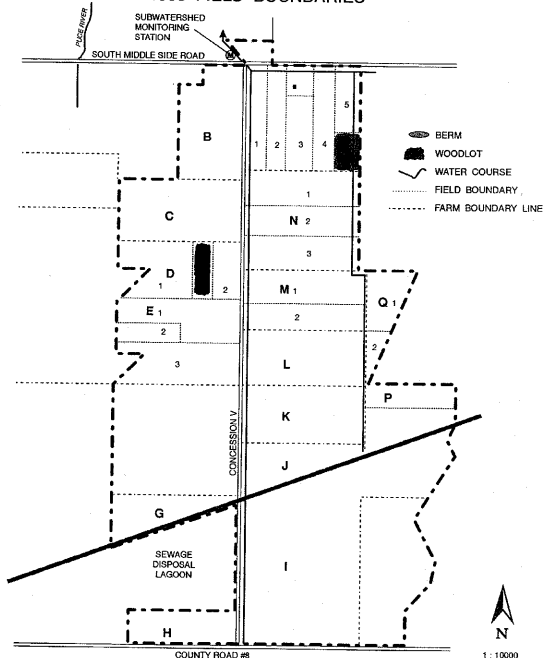 FIELD BOUNDARIES
PUCE RIVER
SUBWATERSHED
MONITORING
STATION
SOUTH MIDDLE SIDE ROAD
M
B
1 2 3 4 5
BERM
WOODLOT
WATER COURSE
FIELD BOUNDARY
FARM BOUNDARY LINE
1
C
N 2
3
D
1 2
M 1
Q 1
E 1
2
2
2
3
L
P
K
CONCESSION V
J
G
SEWAGE
DISPOSAL
LAGOON
I
H
N
COUNTY ROAD #8
1 : 10000